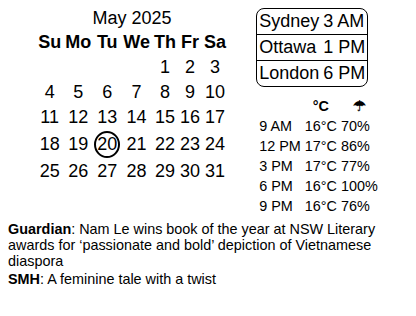 May 2025
Su Mo Tu We Th Fr Sa
1 2 3
4 5 6 7 8 9 10
11 12 13 14 15 16 17
18 19 20 21 22 23 24
25 26 27 28 29 30 31
Sydney 3 AM
Ottawa 1 PM
London 6 PM
°C ☂
9 AM 16°C 70%
12 PM 17°C 86%
3 PM 17°C 77%
6 PM 16°C 100%
9 PM 16°C 76%
Guardian: Nam Le wins book of the year at NSW Literary
awards for ‘passionate and bold’ depiction of Vietnamese
diaspora
SMH: A feminine tale with a twist